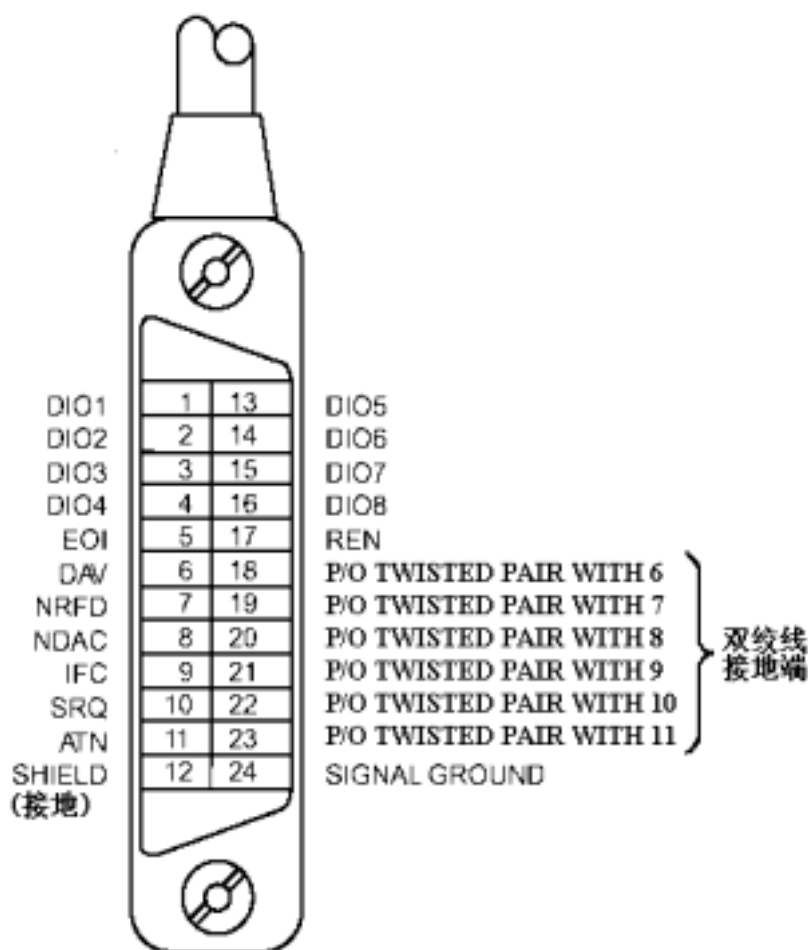 DIO1 1 13 DIO5
DIO2 2 14 DIO6
DIO3 3 15 DIO7
DIO4 4 16 DIO8
EOI 5 17 REN
DAV 6 18 P/O TWISTED PAIR WITH 6
NRFD 7 19 P/O TWISTED PAIR WITH 7
NDAC 8 20 P/O TWISTED PAIR WITH 8
IFC 9 21 P/O TWISTED PAIR WITH 9
SRQ 10 22 P/O TWISTED PAIR WITH 10
ATN 11 23 P/O TWISTED PAIR WITH 11
SHIELD 12 24 SIGNAL GROUND
(接地)
双绞线
接地端